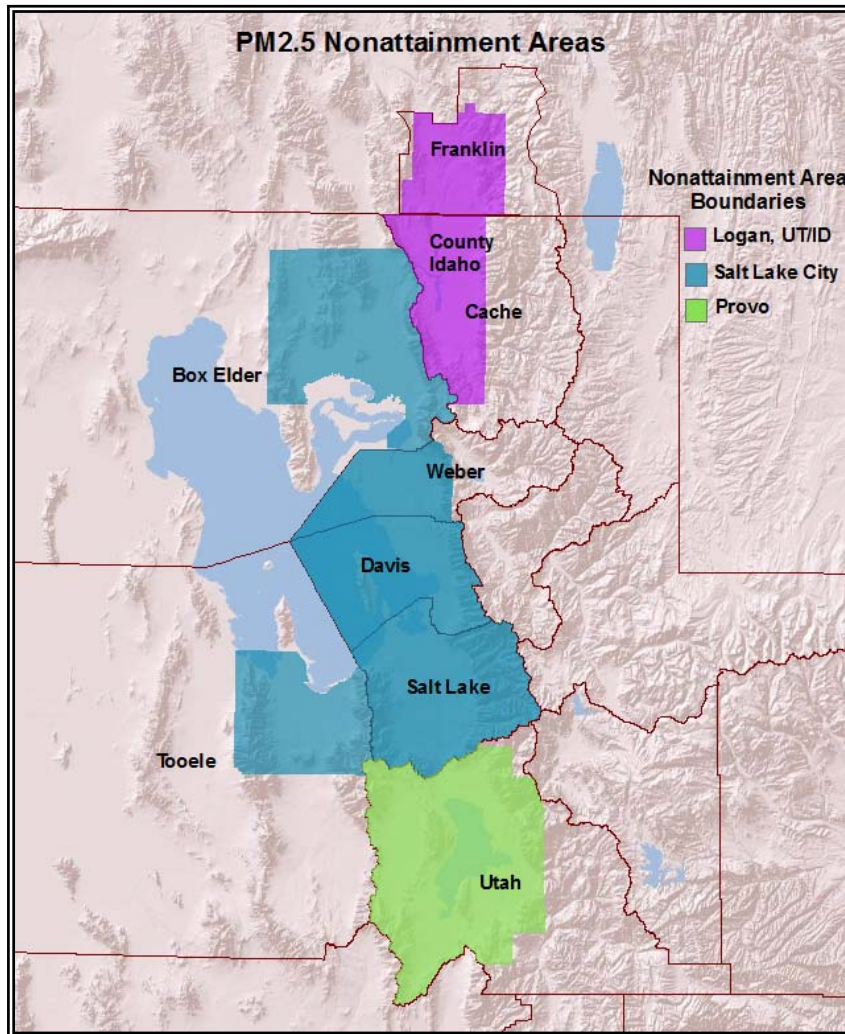 PM2.5 Nonattainment Areas
Franklin
Nonattainment Area
Boundaries
Logan, UT/ID
Salt Lake City
Provo
County
Idaho
Cache
Box Elder
Weber
Davis
Salt Lake
Tooele
Utah